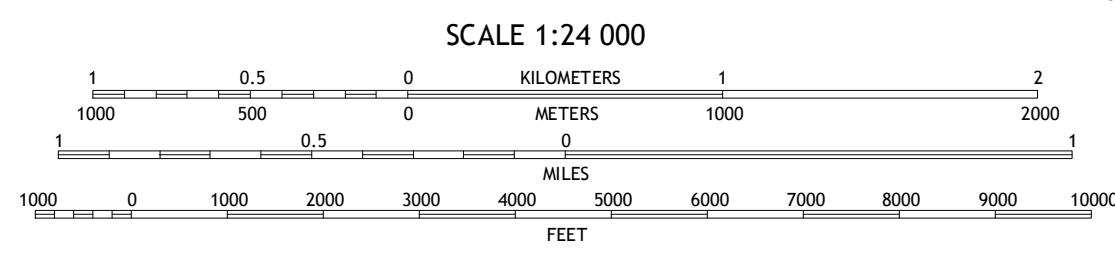 SCALE 1:24 000
1 0.5 0 KILOMETERS 1 2
1000 500 0 METERS 1000 2000
1 0.5 0 1
MILES
1000 0 1000 2000 3000 4000 5000 6000 7000 8000 9000 10000
FEET